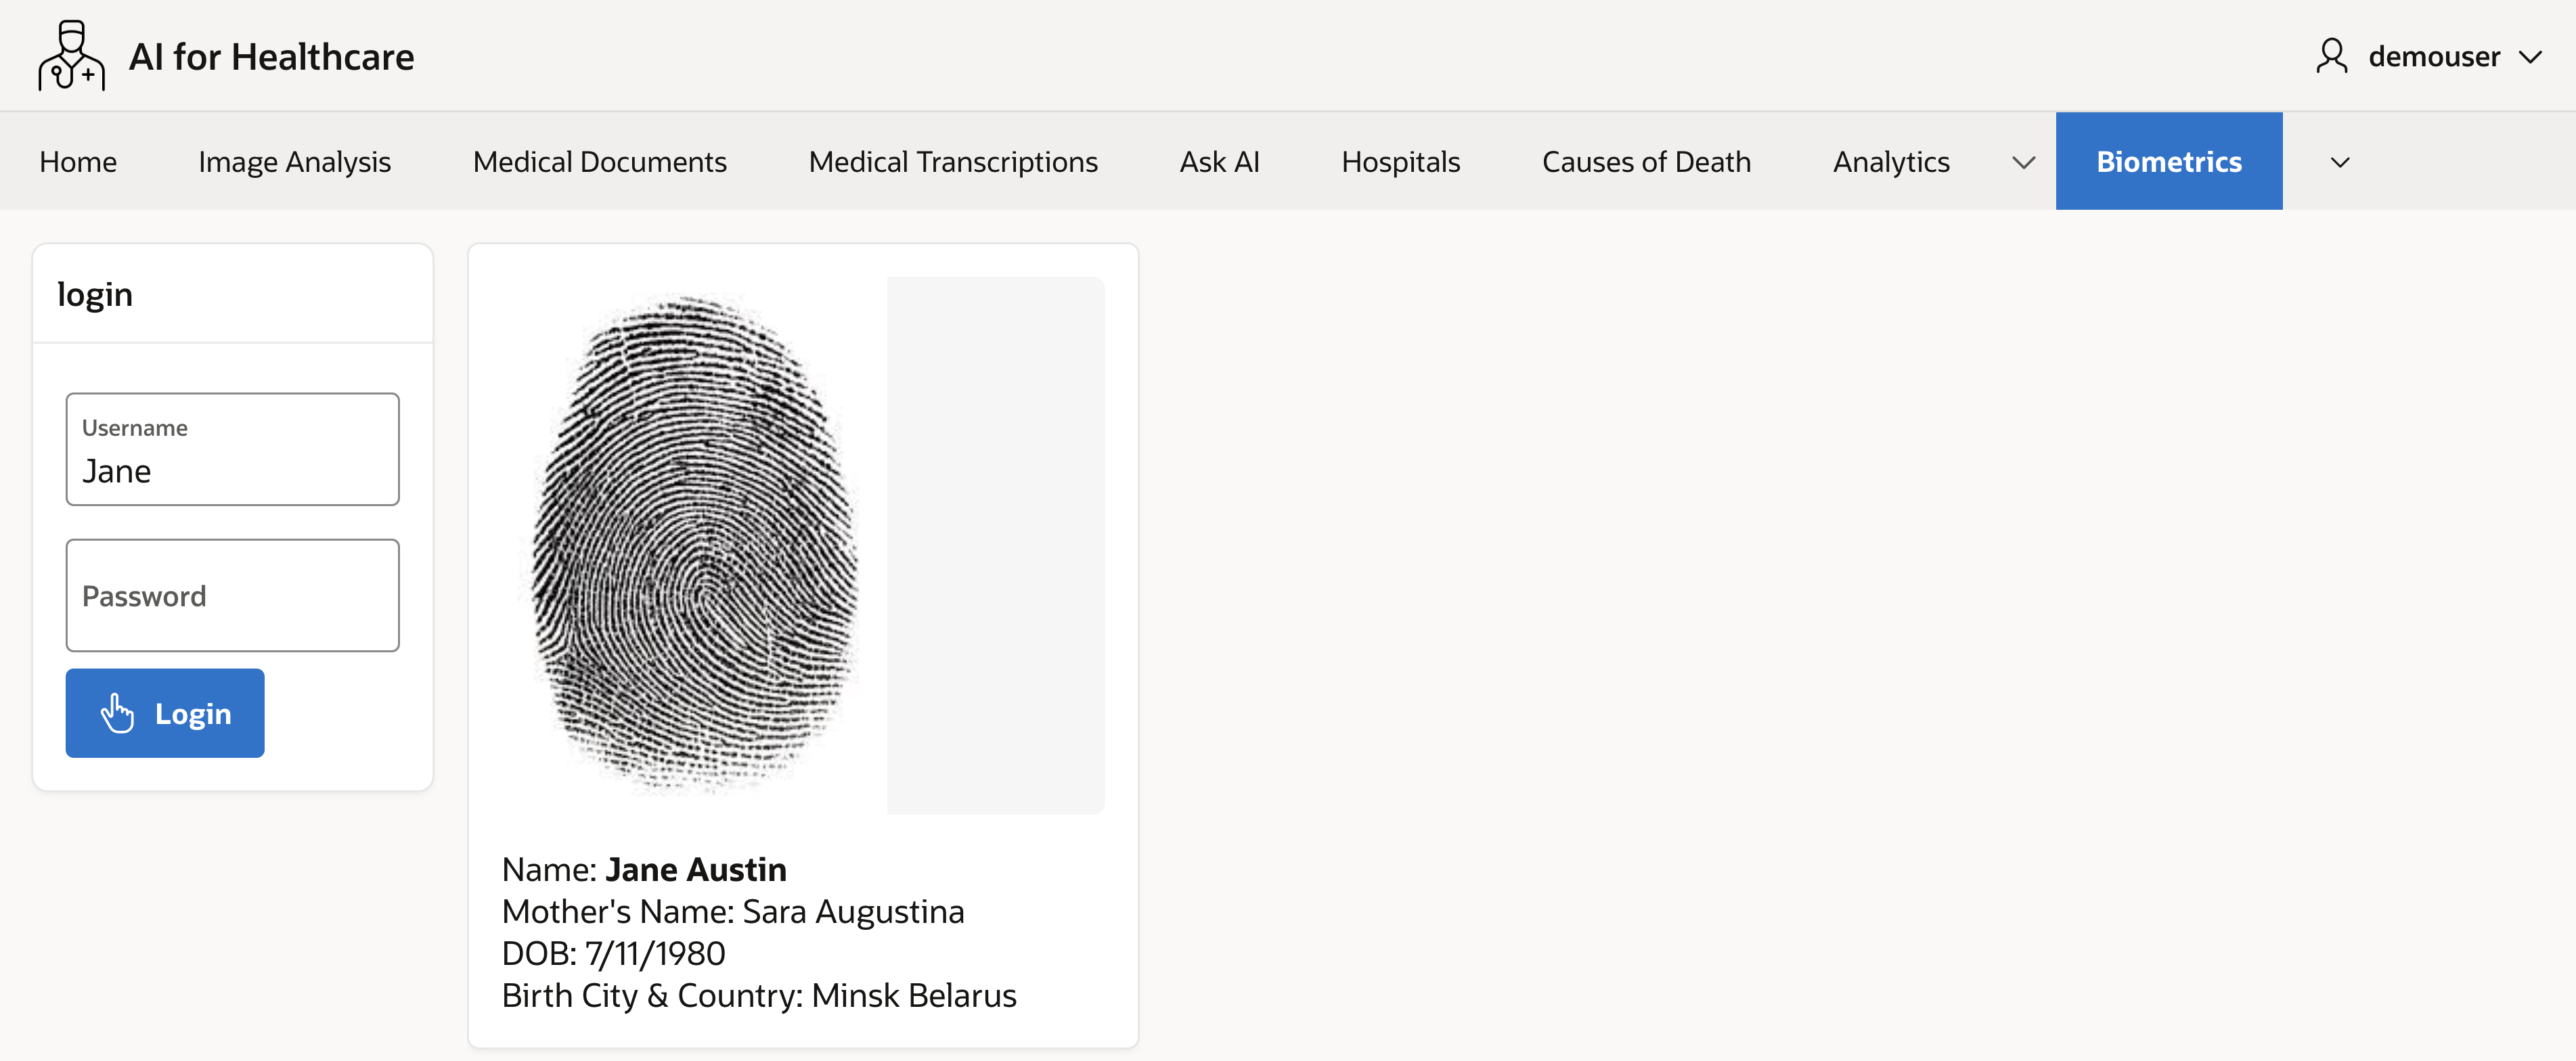 AI for Healthcare
demouser
Home Image Analysis Medical Documents Medical Transcriptions Ask AI Hospitals Causes of Death Analytics Biometrics
login
Username
Jane
Password
Login
Name: Jane Austin
Mother's Name: Sara Augustina
DOB: 7/11/1980
Birth City & Country: Minsk Belarus